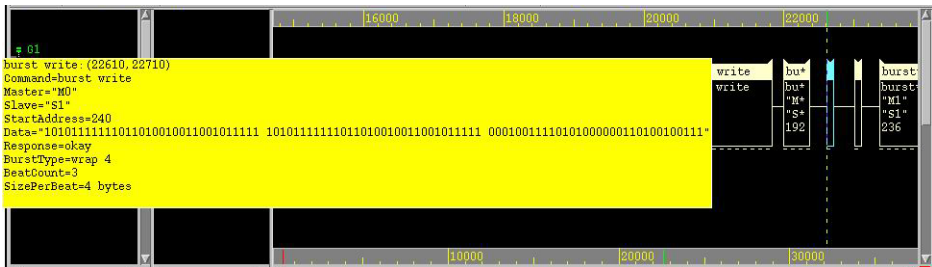 16000 18000 20000 22000
G1
burst write:(22610,22710)
Command=burst write
Master="M0"
Slave="S1"
StartAddress=240
Data="10101111111011010010011001011111 10101111111011010010011001011111 00010011110101000000110100100111"
Response=okay
BurstType=wrap 4
BeatCount=3
SizePerBeat=4 bytes
write bu* burst
write bu* burst
"M* "M1"
"S* "S1"
192 236
10000 20000 30000